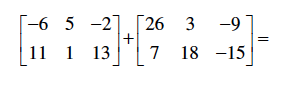 [-6 5 -2] + [26 3 -9] =
[11 1 13] [7 18 -15]